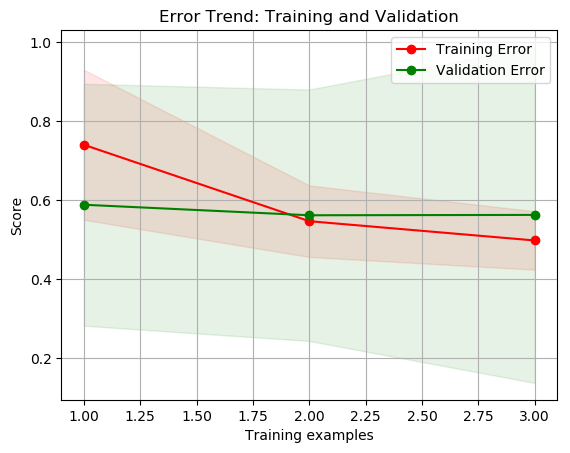 Error Trend: Training and Validation
Training Error
Validation Error
Score
1.0
0.8
0.6
0.4
0.2
1.00 1.25 1.50 1.75 2.00 2.25 2.50 2.75 3.00
Training examples